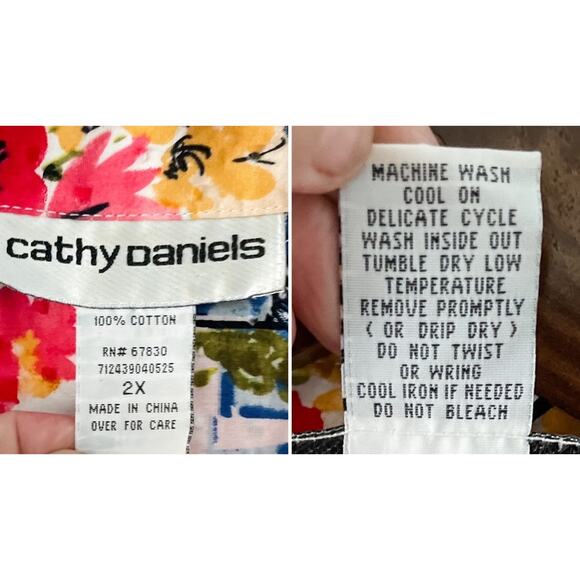 cathy Daniels
100% COTTON
RN# 67830
712439040525
2X
MADE IN CHINA
OVER FOR CARE
MACHINE WASH
COOL ON
DELICATE CYCLE
WASH INSIDE OUT
TUMBLE DRY LOW
TEMPERATURE
REMOVE PROMPTLY
( OR DRIP DRY )
DO NOT TWIST
OR WRING
COOL IRON IF NEEDED
DO NOT BLEACH